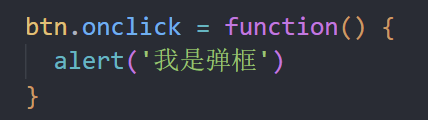 btn.onclick = function() {
  alert('我是弹框')
}